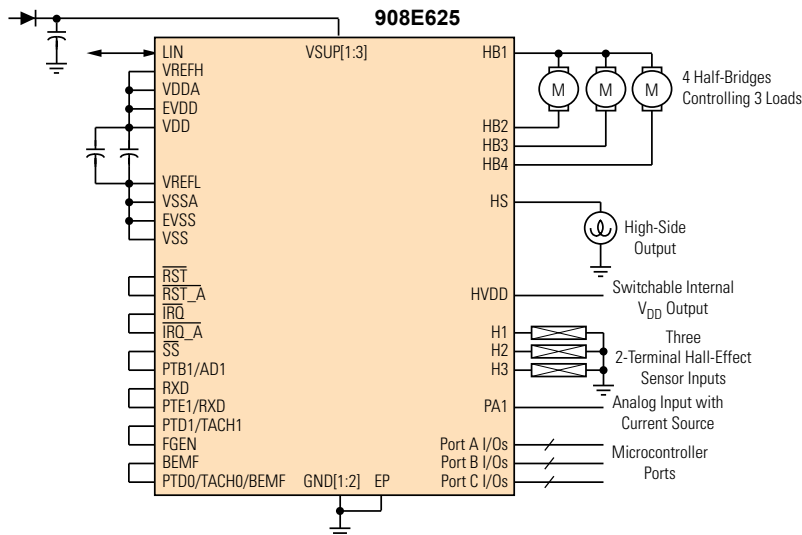 908E625
LIN
VREFH
VDDA
EVDD
VDD
VREFL
VSSA
EVSS
VSS
RST
RST_A
IRQ
IRQ_A
SS
PTB1/AD1
RXD
PTE1/RXD
PTD1/TACH1
FGEN
BEMF
PTD0/TACH0/BEMF
VSUP[1:3]
GND[1:2]
EP
HB1
HB2
HB3
HB4
HS
HVDD
H1
H2
H3
PA1
Port A I/Os
Port B I/Os
Port C I/Os
M
M
M
4 Half-Bridges
Controlling 3 Loads
High-Side
Output
Switchable Internal
VDD Output
Three
2-Terminal Hall-Effect
Sensor Inputs
Analog Input with
Current Source
Microcontroller
Ports